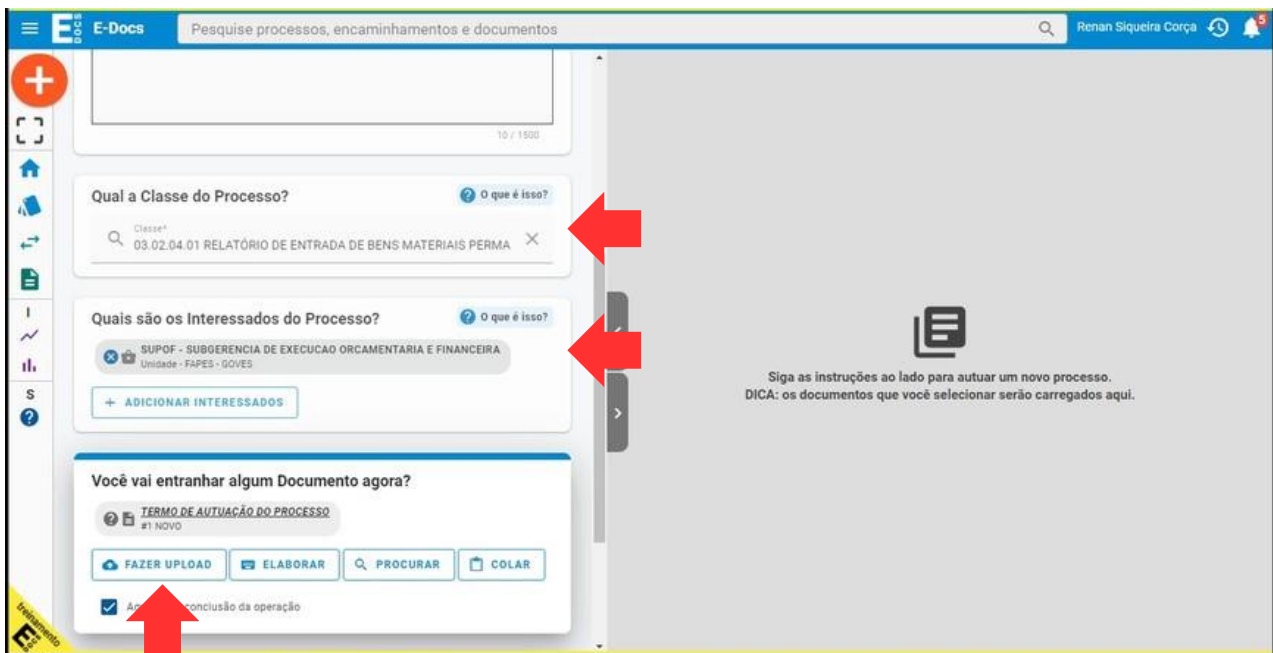 E DOCS E-Docs Pesquise processos, encaminhamentos e documentos Renan Siqueira Corça 5
10 / 1500
Qual a Classe do Processo? O que é isso?
Classe*
03.02.04.01 RELATÓRIO DE ENTRADA DE BENS MATERIAIS PERMA
Quais são os Interessados do Processo? O que é isso?
SUPOF - SUBGERENCIA DE EXECUCAO ORCAMENTARIA E FINANCEIRA
Unidade - FAPES - GOVES
+ ADICIONAR INTERESSADOS
I
S
Você vai entranhar algum Documento agora?
TERMO DE AUTUAÇÃO DO PROCESSO
#1 NOVO
FAZER UPLOAD ELABORAR PROCURAR COLAR
conclusão da operação
treinamento
E
Siga as instruções ao lado para autuar um novo processo.
DICA: os documentos que você selecionar serão carregados aqui.